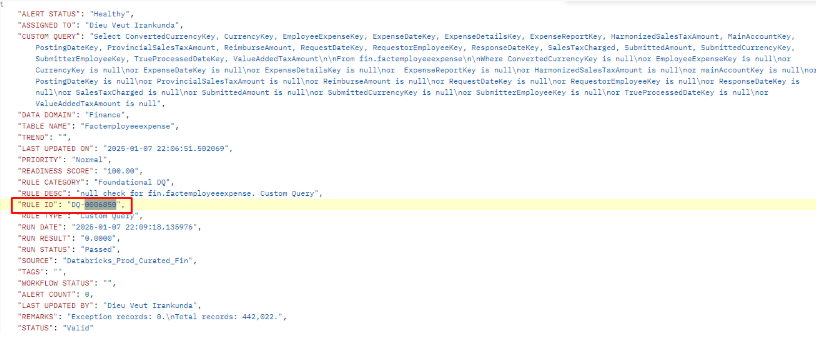 t
"ALERT STATUS": "Healthy",
"ASSIGNED TO": "Dieu Veut Irankunda",
"CUSTOM QUERY": "Select ConvertedCurrencyKey, CurrencyKey, EmployeeExpenseKey, ExpenseDateKey, ExpenseDetailsKey, ExpenseReportKey, HarmonizedSalesTaxAmount, MainAccountKey,
PostingDateKey, ProvincialSalesTaxAmount, ReimburseAmount, RequestDateKey, RequestorEmployeeKey, ResponseDateKey, SalesTaxCharged, SubmittedAmount, SubmittedCurrencyKey,
SubmitterEmployeeKey, TrueProcessedDateKey, ValueAddedTaxAmount\n\nFrom fin.factemployeeexpense\n\nWhere ConvertedCurrencyKey is null\nor EmployeeExpenseKey is null\nor
CurrencyKey is null\nor ExpenseDateKey is null\nor ExpenseDetailsKey is null\nor  ExpenseReportKey is null\nor HarmonizedSalesTaxAmount is null\nor mainAccountKey is null\nor
PostingDateKey is null\nor ProvincialSalesTaxAmount is null\nor ReimburseAmount is null\nor RequestDateKey is null\nor RequestorEmployeeKey is null\nor ResponseDateKey is
null\nor SalesTaxCharged is null\nor SubmittedAmount is null\nor SubmittedCurrencyKey is null\nor SubmitterEmployeeKey is null\nor TrueProcessedDateKey is null\nor
ValueAddedTaxAmount is null",
"DATA DOMAIN": "Finance",
"TABLE NAME": "Factemployeeexpense",
"TREND": "",
"LAST UPDATED ON": "2025-01-07 22:06:51.502069",
"PRIORITY": "Normal",
"READINESS SCORE": "100.00",
"RULE CATEGORY": "Foundational DQ",
"RULE DESC": "null check for fin.factemployeeexpense. Custom Query",
"RULE ID": "DQ-0006050",
"RULE TYPE": "Custom Query",
"RUN DATE": "2025-01-07 22:09:18.135976",
"RUN RESULT": "0.0000",
"RUN STATUS": "Passed",
"SOURCE": "Databricks_Prod_Curated_Fin",
"TAGS": "",
"WORKFLOW STATUS": "",
"ALERT COUNT": 0,
"LAST UPDATED BY": "Dieu Veut Irankunda",
"REMARKS": "Exception records: 0.\nTotal records: 442,022.",
"STATUS": "Valid"